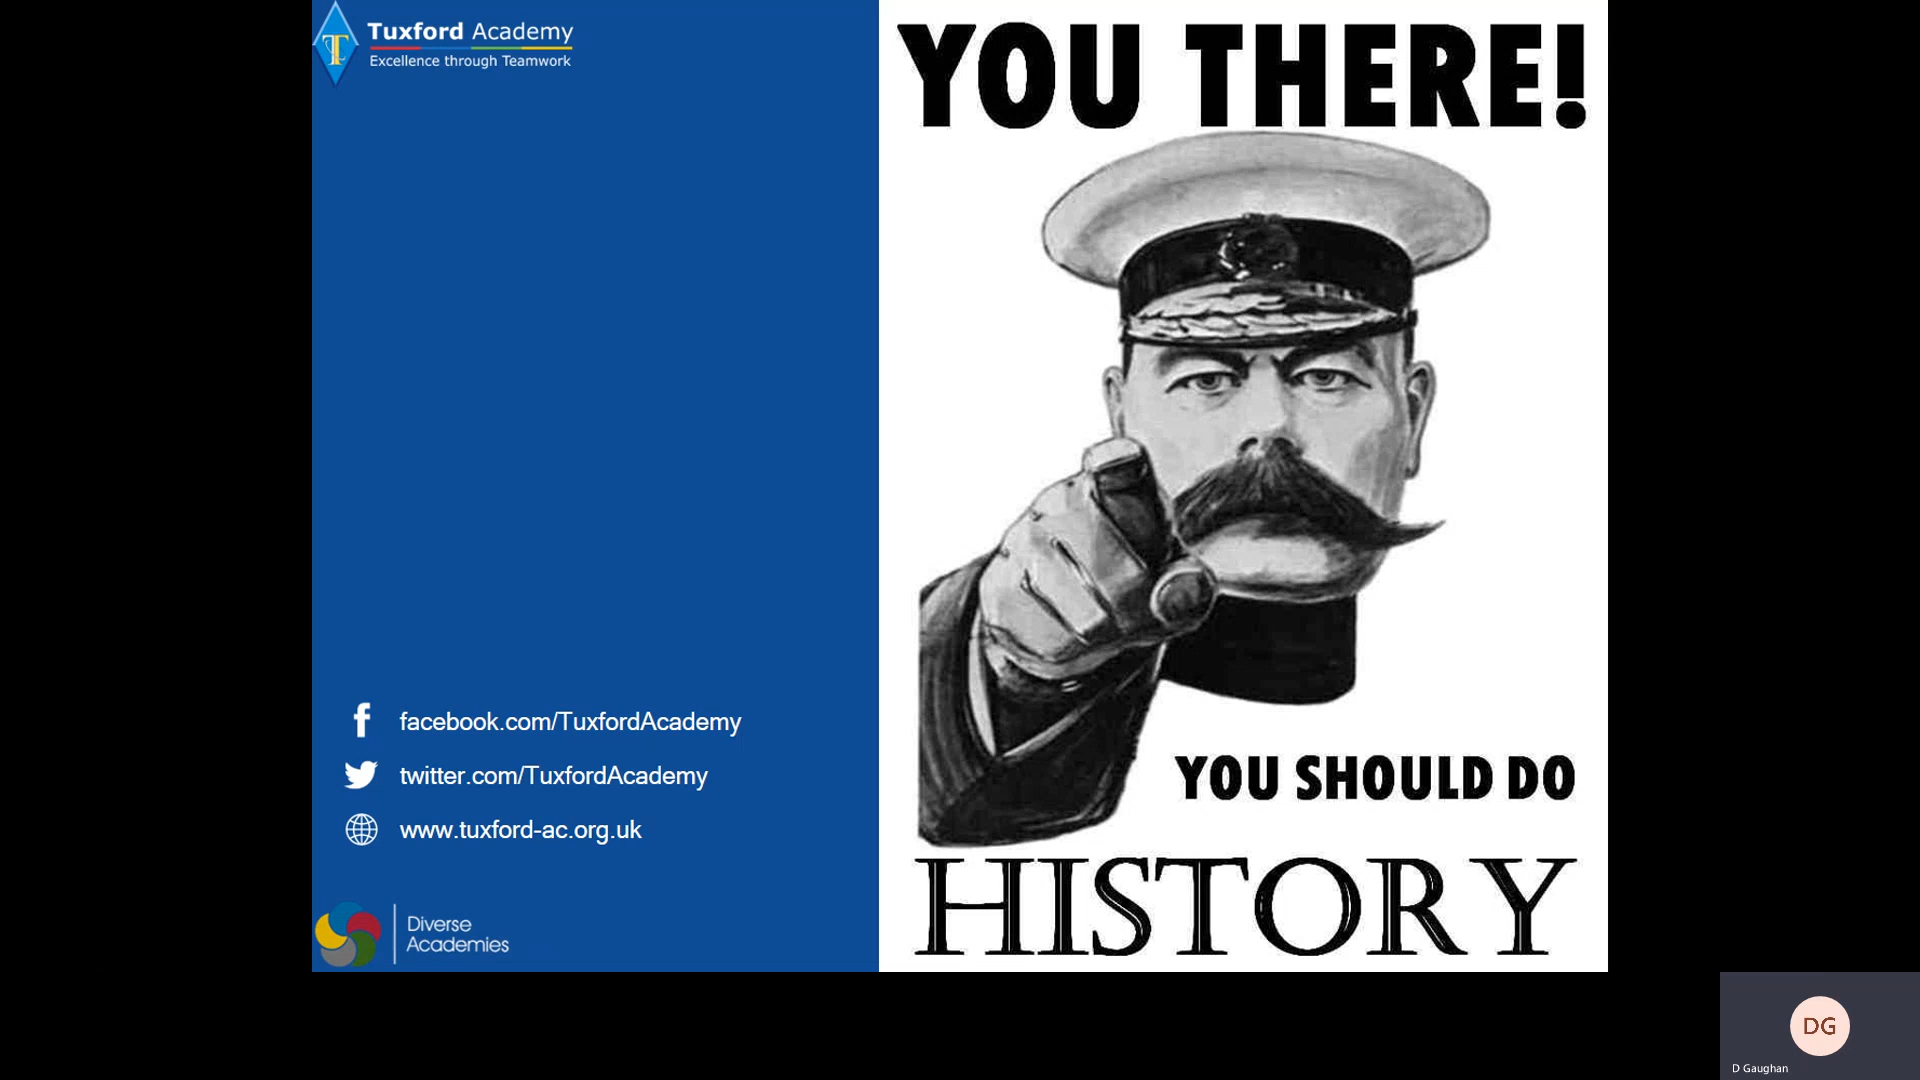 Tuxford Academy
Excellence through Teamwork
facebook.com/TuxfordAcademy
twitter.com/TuxfordAcademy
www.tuxford-ac.org.uk
Diverse
Academies
YOU THERE!
YOU SHOULD DO
HISTORY
DG
D Gaughan